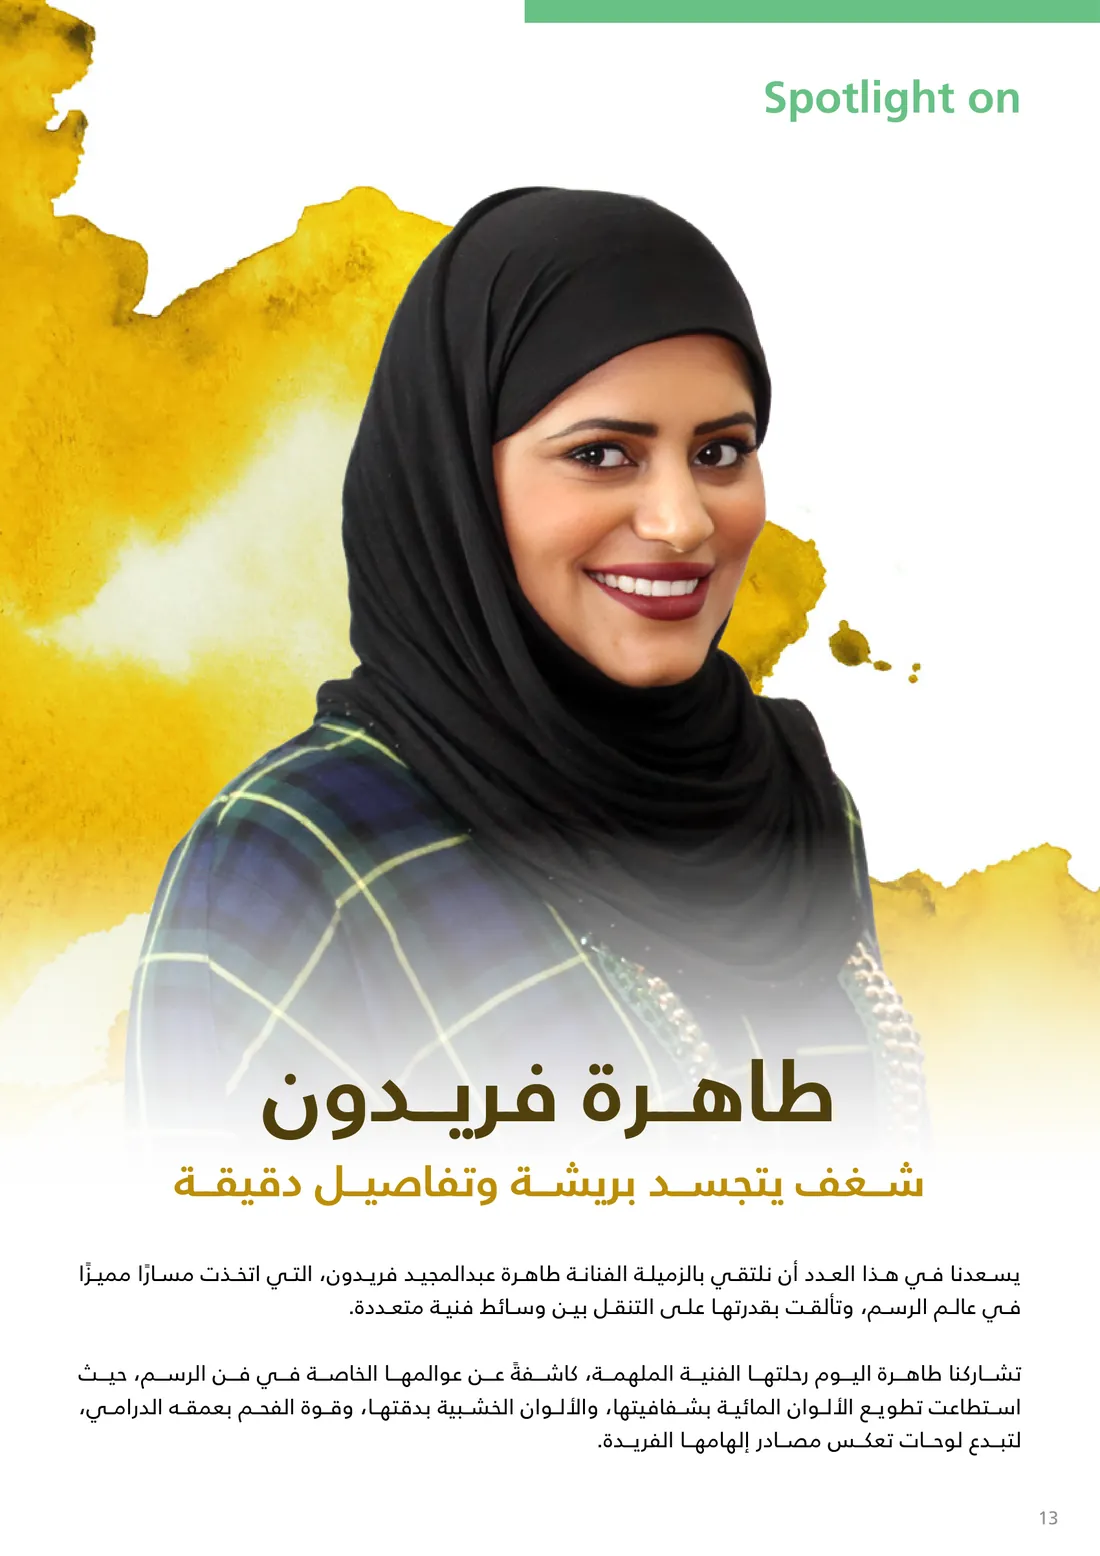 Spotlight on
طاهرة فريدون
شغف يتجسد بريشة وتفاصيل دقيقة
يسعدنا في هذا العدد أن نلتقي بالزميلة الفنانة طاهرة عبدالمجيد فريدون، التي اتخذت مسارًا مميزًا
في عالم الرسم، وتألقت بقدرتها على التنقل بين وسائط فنية متعددة.
تشاركنا طاهرة اليوم رحلتها الفنية الملهمة، كاشفةً عن عوالمها الخاصة في فن الرسم، حيث
استطاعت تطويع الألوان المائية بشفافيتها، والألوان الخشبية بدقتها، وقوة الفحم بعمقه الدرامي،
لتبدع لوحات تعكس مصادر إلهامها الفريدة.
13